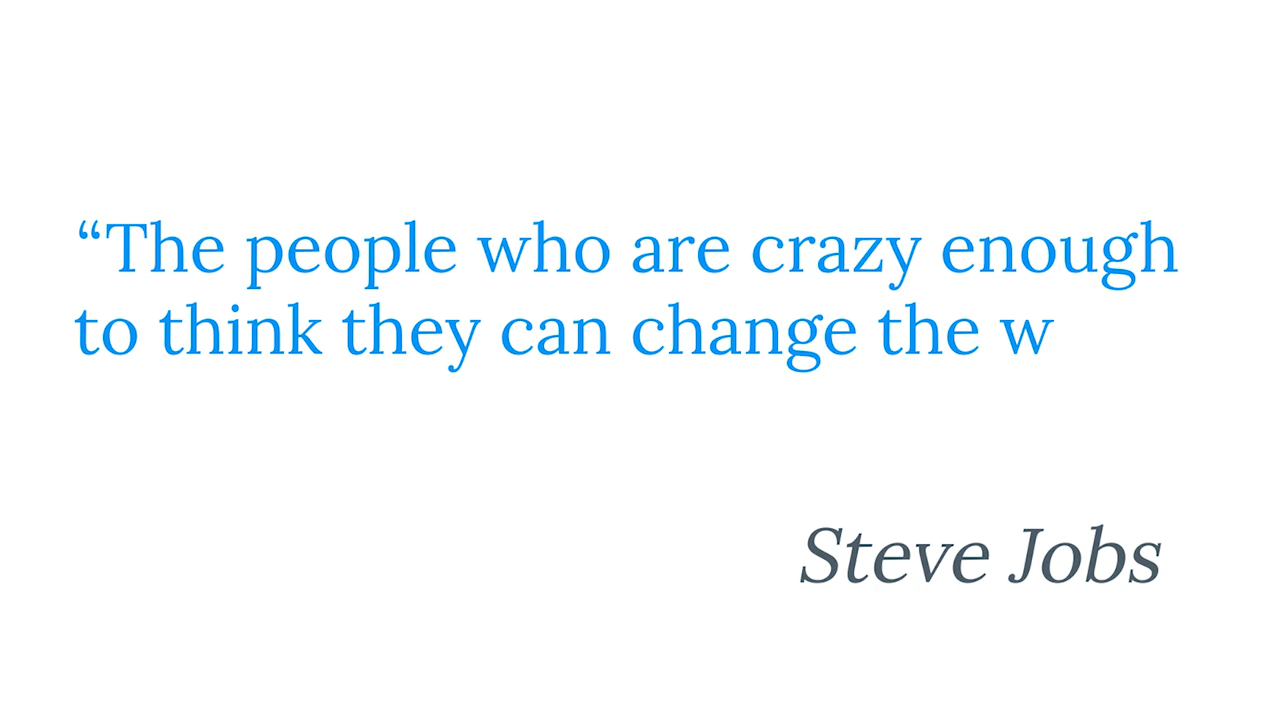 “The people who are crazy enough
to think they can change the w
Steve Jobs